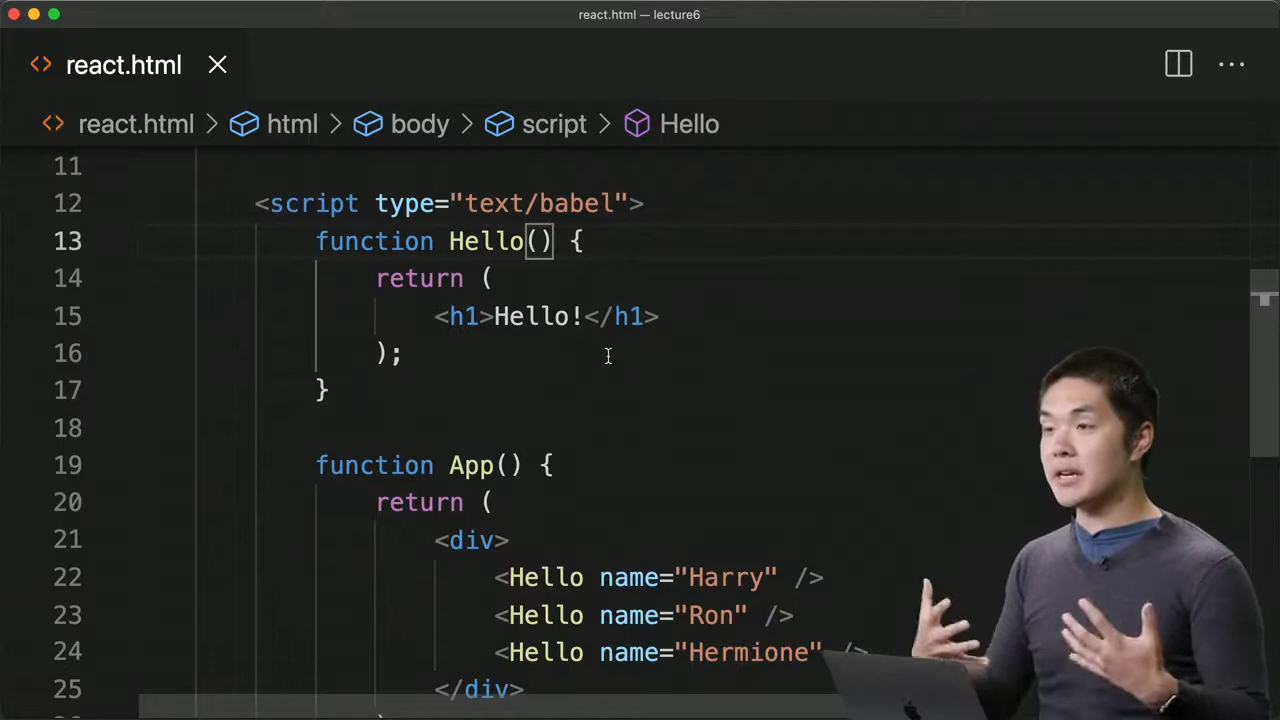 react.html — lecture6
react.html
react.html > html > body > script > Hello
11
12 <script type="text/babel">
13 function Hello() {
14 return (
15 <h1>Hello!</h1>
16 );
17 }
18
19 function App() {
20 return (
21 <div>
22 <Hello name="Harry" />
23 <Hello name="Ron" />
24 <Hello name="Hermione" />
25 </div>